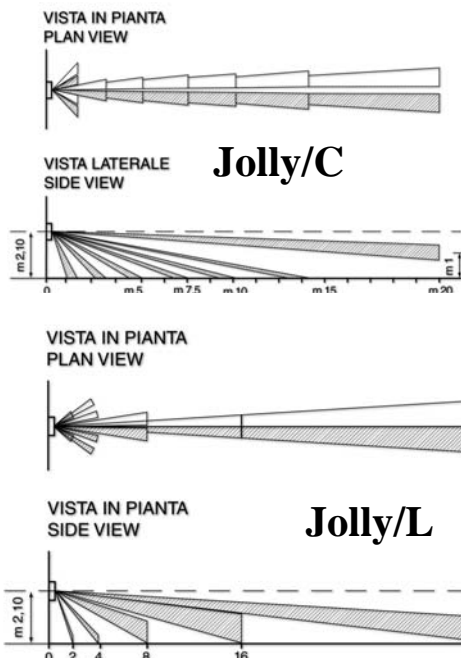 VISTA IN PIANTA
PLAN VIEW
VISTA LATERALE
SIDE VIEW
Jolly/C
m 2,10
m 1
0 m.5 m 7,5 m 10 m 15 m 20
VISTA IN PIANTA
PLAN VIEW
VISTA IN PIANTA
SIDE VIEW
Jolly/L
m 2,10
0 2 4 8 16